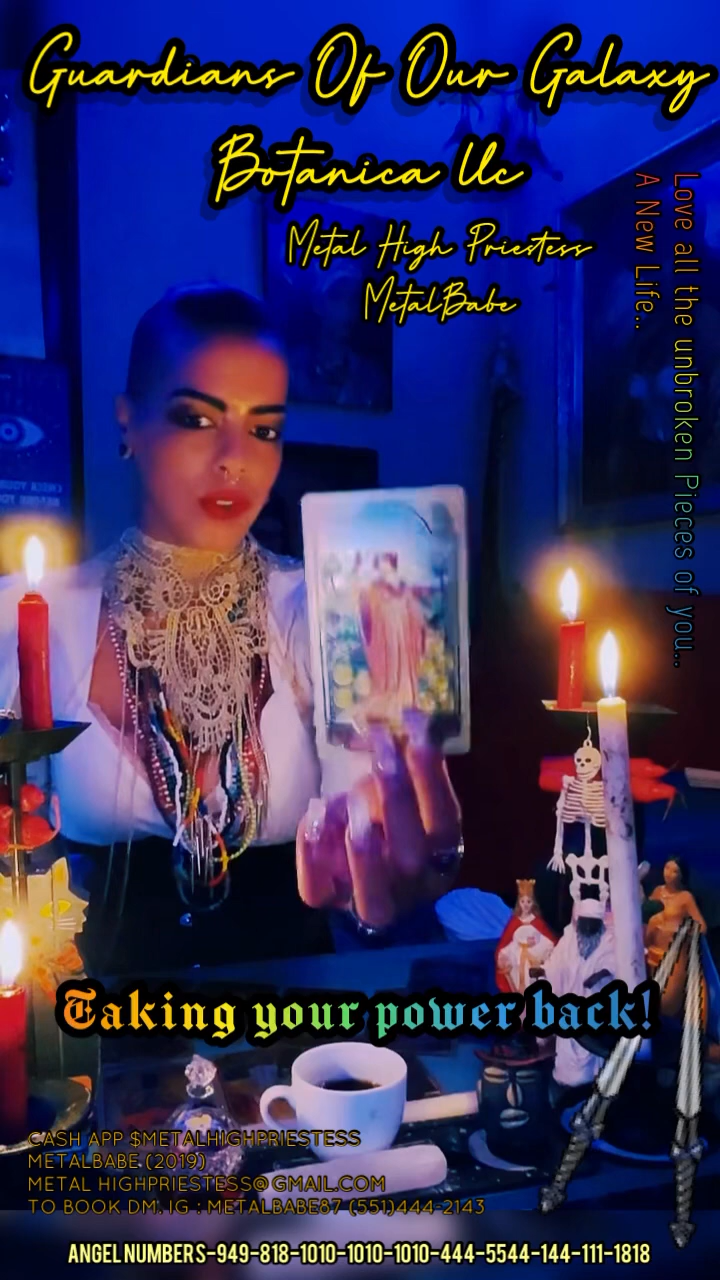 Guardians Of Our Galaxy
Botanica llc
Metal High Priestess
MetalBabe
Love all the unbroken Pieces of you..
A New Life..
Taking your power back!
CASH APP $METALHIGHPRIESTESS
METALBABE (2019)
METAL HIGHPRIESTESS@GMAIL.COM
TO BOOK DM. IG : METALBABE87 (551)444-2143
ANGEL NUMBERS-949-818-1010-1010-1010-444-5544-144-111-1818